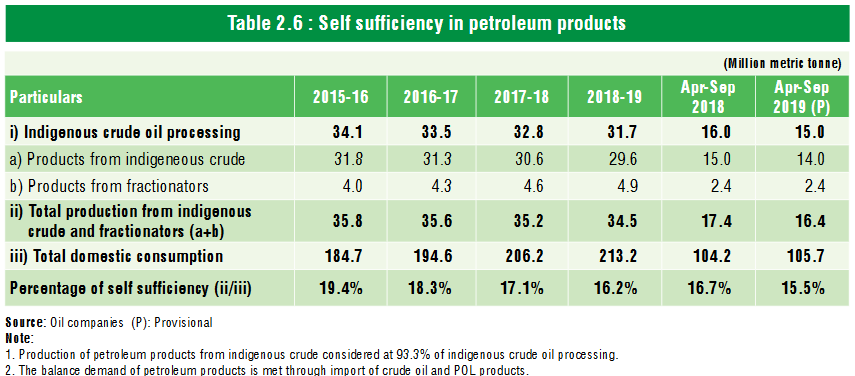 Table 2.6 : Self sufficiency in petroleum products
(Million metric tonne)
Particulars 2015-16 2016-17 2017-18 2018-19 Apr-Sep 2018 Apr-Sep 2019 (P)
i) Indigenous crude oil processing 34.1 33.5 32.8 31.7 16.0 15.0
a) Products from indigeneous crude 31.8 31.3 30.6 29.6 15.0 14.0
b) Products from fractionators 4.0 4.3 4.6 4.9 2.4 2.4
ii) Total production from indigenous
crude and fractionators (a+b) 35.8 35.6 35.2 34.5 17.4 16.4
iii) Total domestic consumption 184.7 194.6 206.2 213.2 104.2 105.7
Percentage of self sufficiency (ii/iii) 19.4% 18.3% 17.1% 16.2% 16.7% 15.5%
Source: Oil companies (P): Provisional
Note:
1. Production of petroleum products from indigenous crude considered at 93.3% of indigenous crude oil processing.
2. The balance demand of petroleum products is met through import of crude oil and POL products.